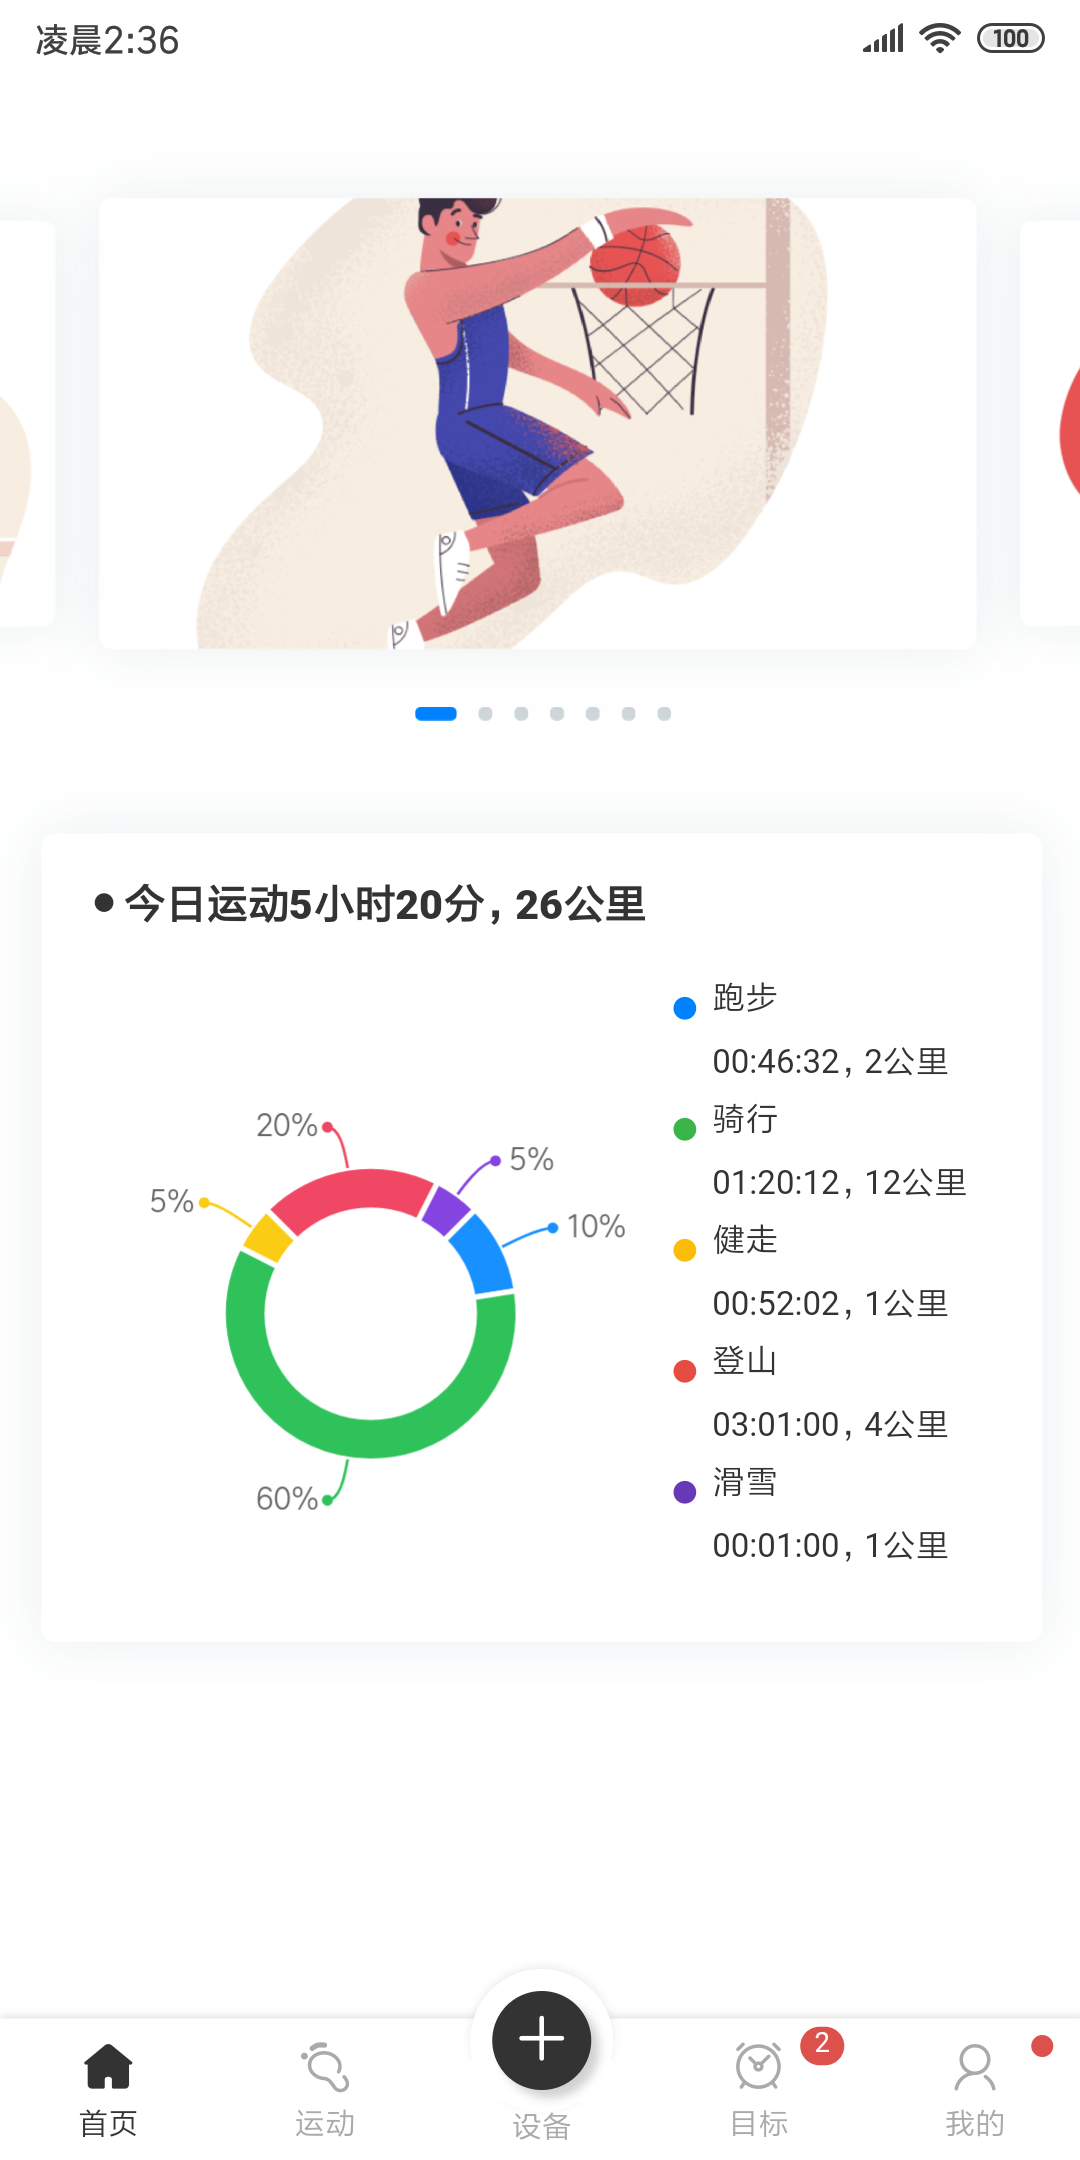 凌晨2:36
100
今日运动5小时20分，26公里
跑步
00:46:32，2公里
骑行
01:20:12，12公里
健走
00:52:02，1公里
登山
03:01:00，4公里
滑雪
00:01:00，1公里
20%
5%
5%
10%
60%
2
首页
运动
设备
目标
我的